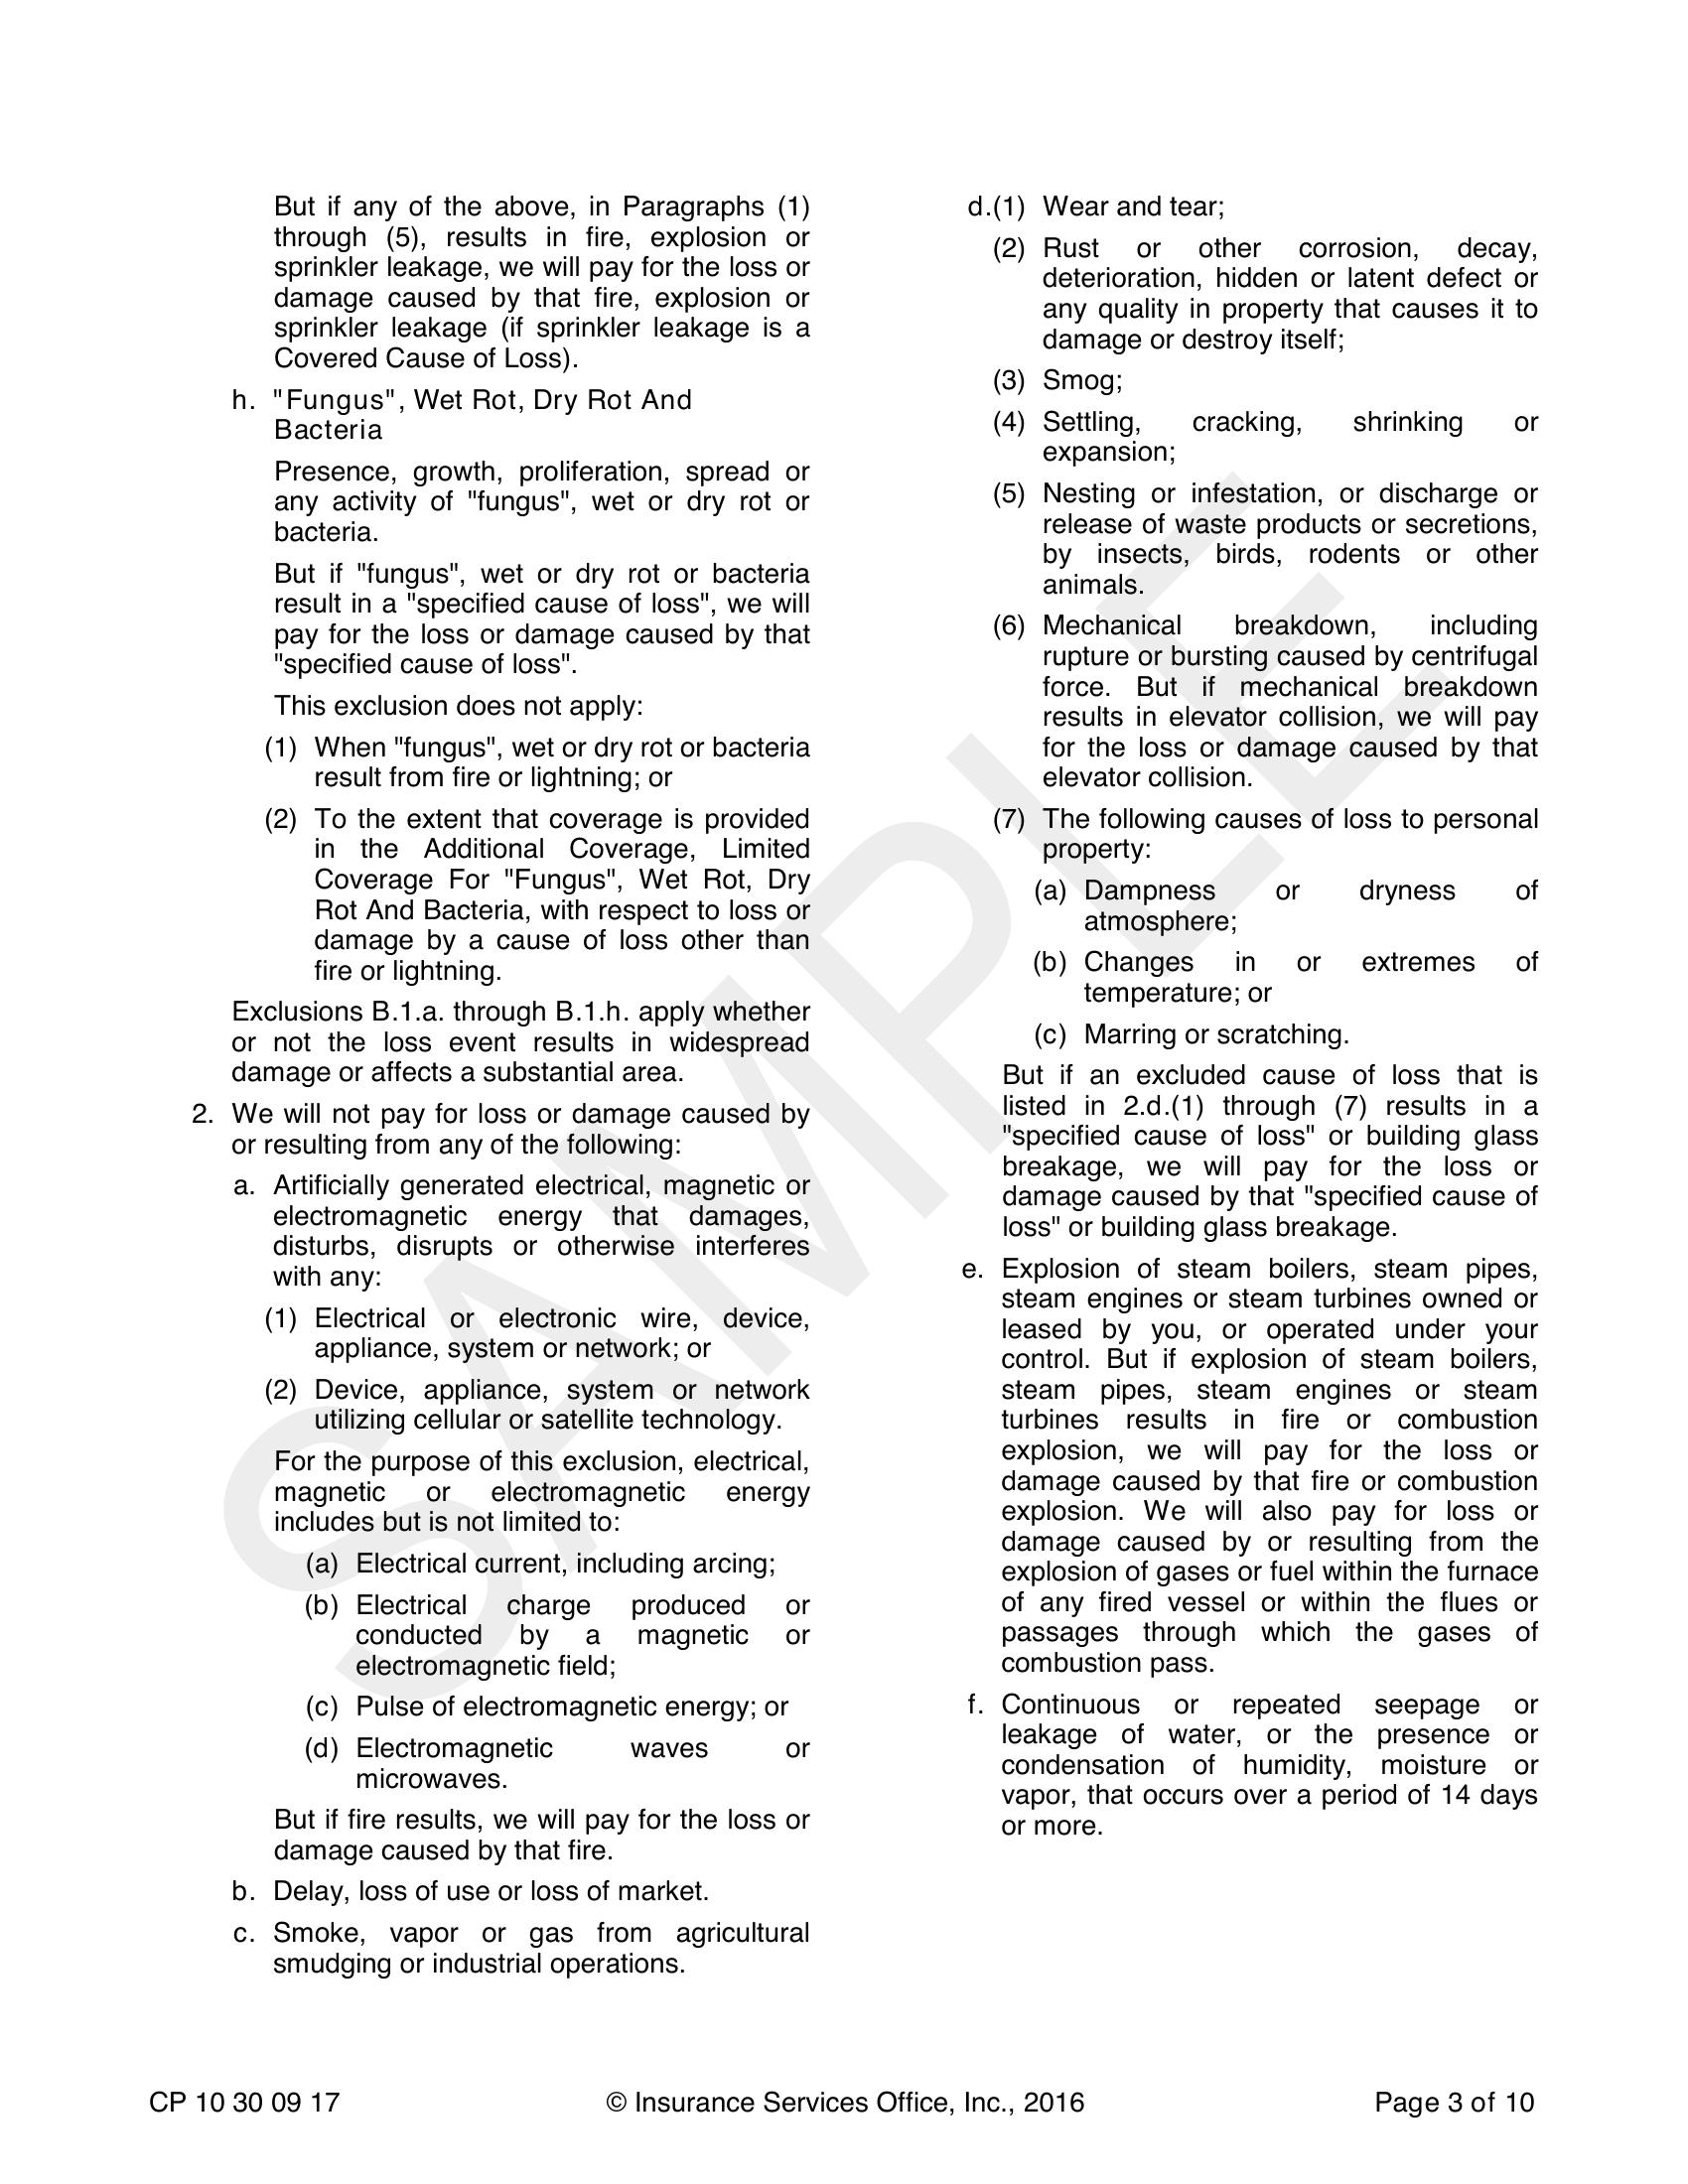 But if any of the above, in Paragraphs (1)
through (5), results in fire, explosion or
sprinkler leakage, we will pay for the loss or
damage caused by that fire, explosion or
sprinkler leakage (if sprinkler leakage is a
Covered Cause of Loss).
h. "Fungus", Wet Rot, Dry Rot And
Bacteria
Presence, growth, proliferation, spread or
any activity of "fungus", wet or dry rot or
bacteria.
But if "fungus", wet or dry rot or bacteria
result in a "specified cause of loss", we will
pay for the loss or damage caused by that
"specified cause of loss".
This exclusion does not apply:
(1) When "fungus", wet or dry rot or bacteria
result from fire or lightning; or
(2) To the extent that coverage is provided
in the Additional Coverage, Limited
Coverage For "Fungus", Wet Rot, Dry
Rot And Bacteria, with respect to loss or
damage by a cause of loss other than
fire or lightning.
Exclusions B.1.a. through B.1.h. apply whether
or not the loss event results in widespread
damage or affects a substantial area.
2. We will not pay for loss or damage caused by
or resulting from any of the following:
a. Artificially generated electrical, magnetic or
electromagnetic energy that damages,
disturbs, disrupts or otherwise interferes
with any:
(1) Electrical or electronic wire, device,
appliance, system or network; or
(2) Device, appliance, system or network
utilizing cellular or satellite technology.
For the purpose of this exclusion, electrical,
magnetic or electromagnetic energy
includes but is not limited to:
(a) Electrical current, including arcing;
(b) Electrical charge produced or
conducted by a magnetic or
electromagnetic field;
(c) Pulse of electromagnetic energy; or
(d) Electromagnetic waves or
microwaves.
But if fire results, we will pay for the loss or
damage caused by that fire.
b. Delay, loss of use or loss of market.
c. Smoke, vapor or gas from agricultural
smudging or industrial operations.
d.(1) Wear and tear;
(2) Rust or other corrosion, decay,
deterioration, hidden or latent defect or
any quality in property that causes it to
damage or destroy itself;
(3) Smog;
(4) Settling, cracking, shrinking or
expansion;
(5) Nesting or infestation, or discharge or
release of waste products or secretions,
by insects, birds, rodents or other
animals.
(6) Mechanical breakdown, including
rupture or bursting caused by centrifugal
force. But if mechanical breakdown
results in elevator collision, we will pay
for the loss or damage caused by that
elevator collision.
(7) The following causes of loss to personal
property:
(a) Dampness or dryness of
atmosphere;
(b) Changes in or extremes of
temperature; or
(c) Marring or scratching.
But if an excluded cause of loss that is
listed in 2.d.(1) through (7) results in a
"specified cause of loss" or building glass
breakage, we will pay for the loss or
damage caused by that "specified cause of
loss" or building glass breakage.
e. Explosion of steam boilers, steam pipes,
steam engines or steam turbines owned or
leased by you, or operated under your
control. But if explosion of steam boilers,
steam pipes, steam engines or steam
turbines results in fire or combustion
explosion, we will pay for the loss or
damage caused by that fire or combustion
explosion. We will also pay for loss or
damage caused by or resulting from the
explosion of gases or fuel within the furnace
of any fired vessel or within the flues or
passages through which the gases of
combustion pass.
f. Continuous or repeated seepage or
leakage of water, or the presence or
condensation of humidity, moisture or
vapor, that occurs over a period of 14 days
or more.
SAMPLE
CP 10 30 09 17 © Insurance Services Office, Inc., 2016 Page 3 of 10